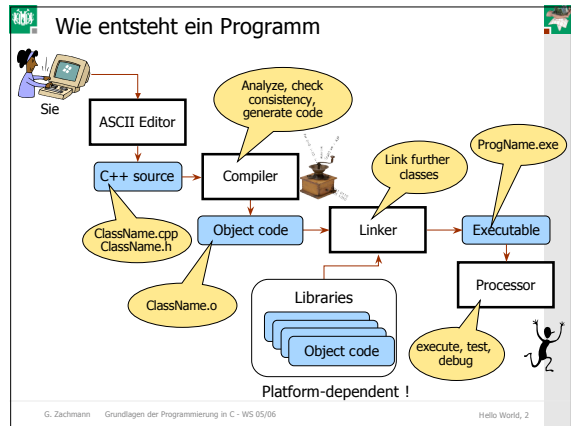 Wie entsteht ein Programm
Sie
ASCII Editor
Analyze, check
consistency,
generate code
C++ source
Compiler
Link further
classes
ProgName.exe
ClassName.cpp
ClassName.h
Object code
Linker
Executable
ClassName.o
Libraries
Object code
Processor
execute, test,
debug
Platform-dependent !
G. Zachmann Grundlagen der Programmierung in C - WS 05/06
Hello World, 2